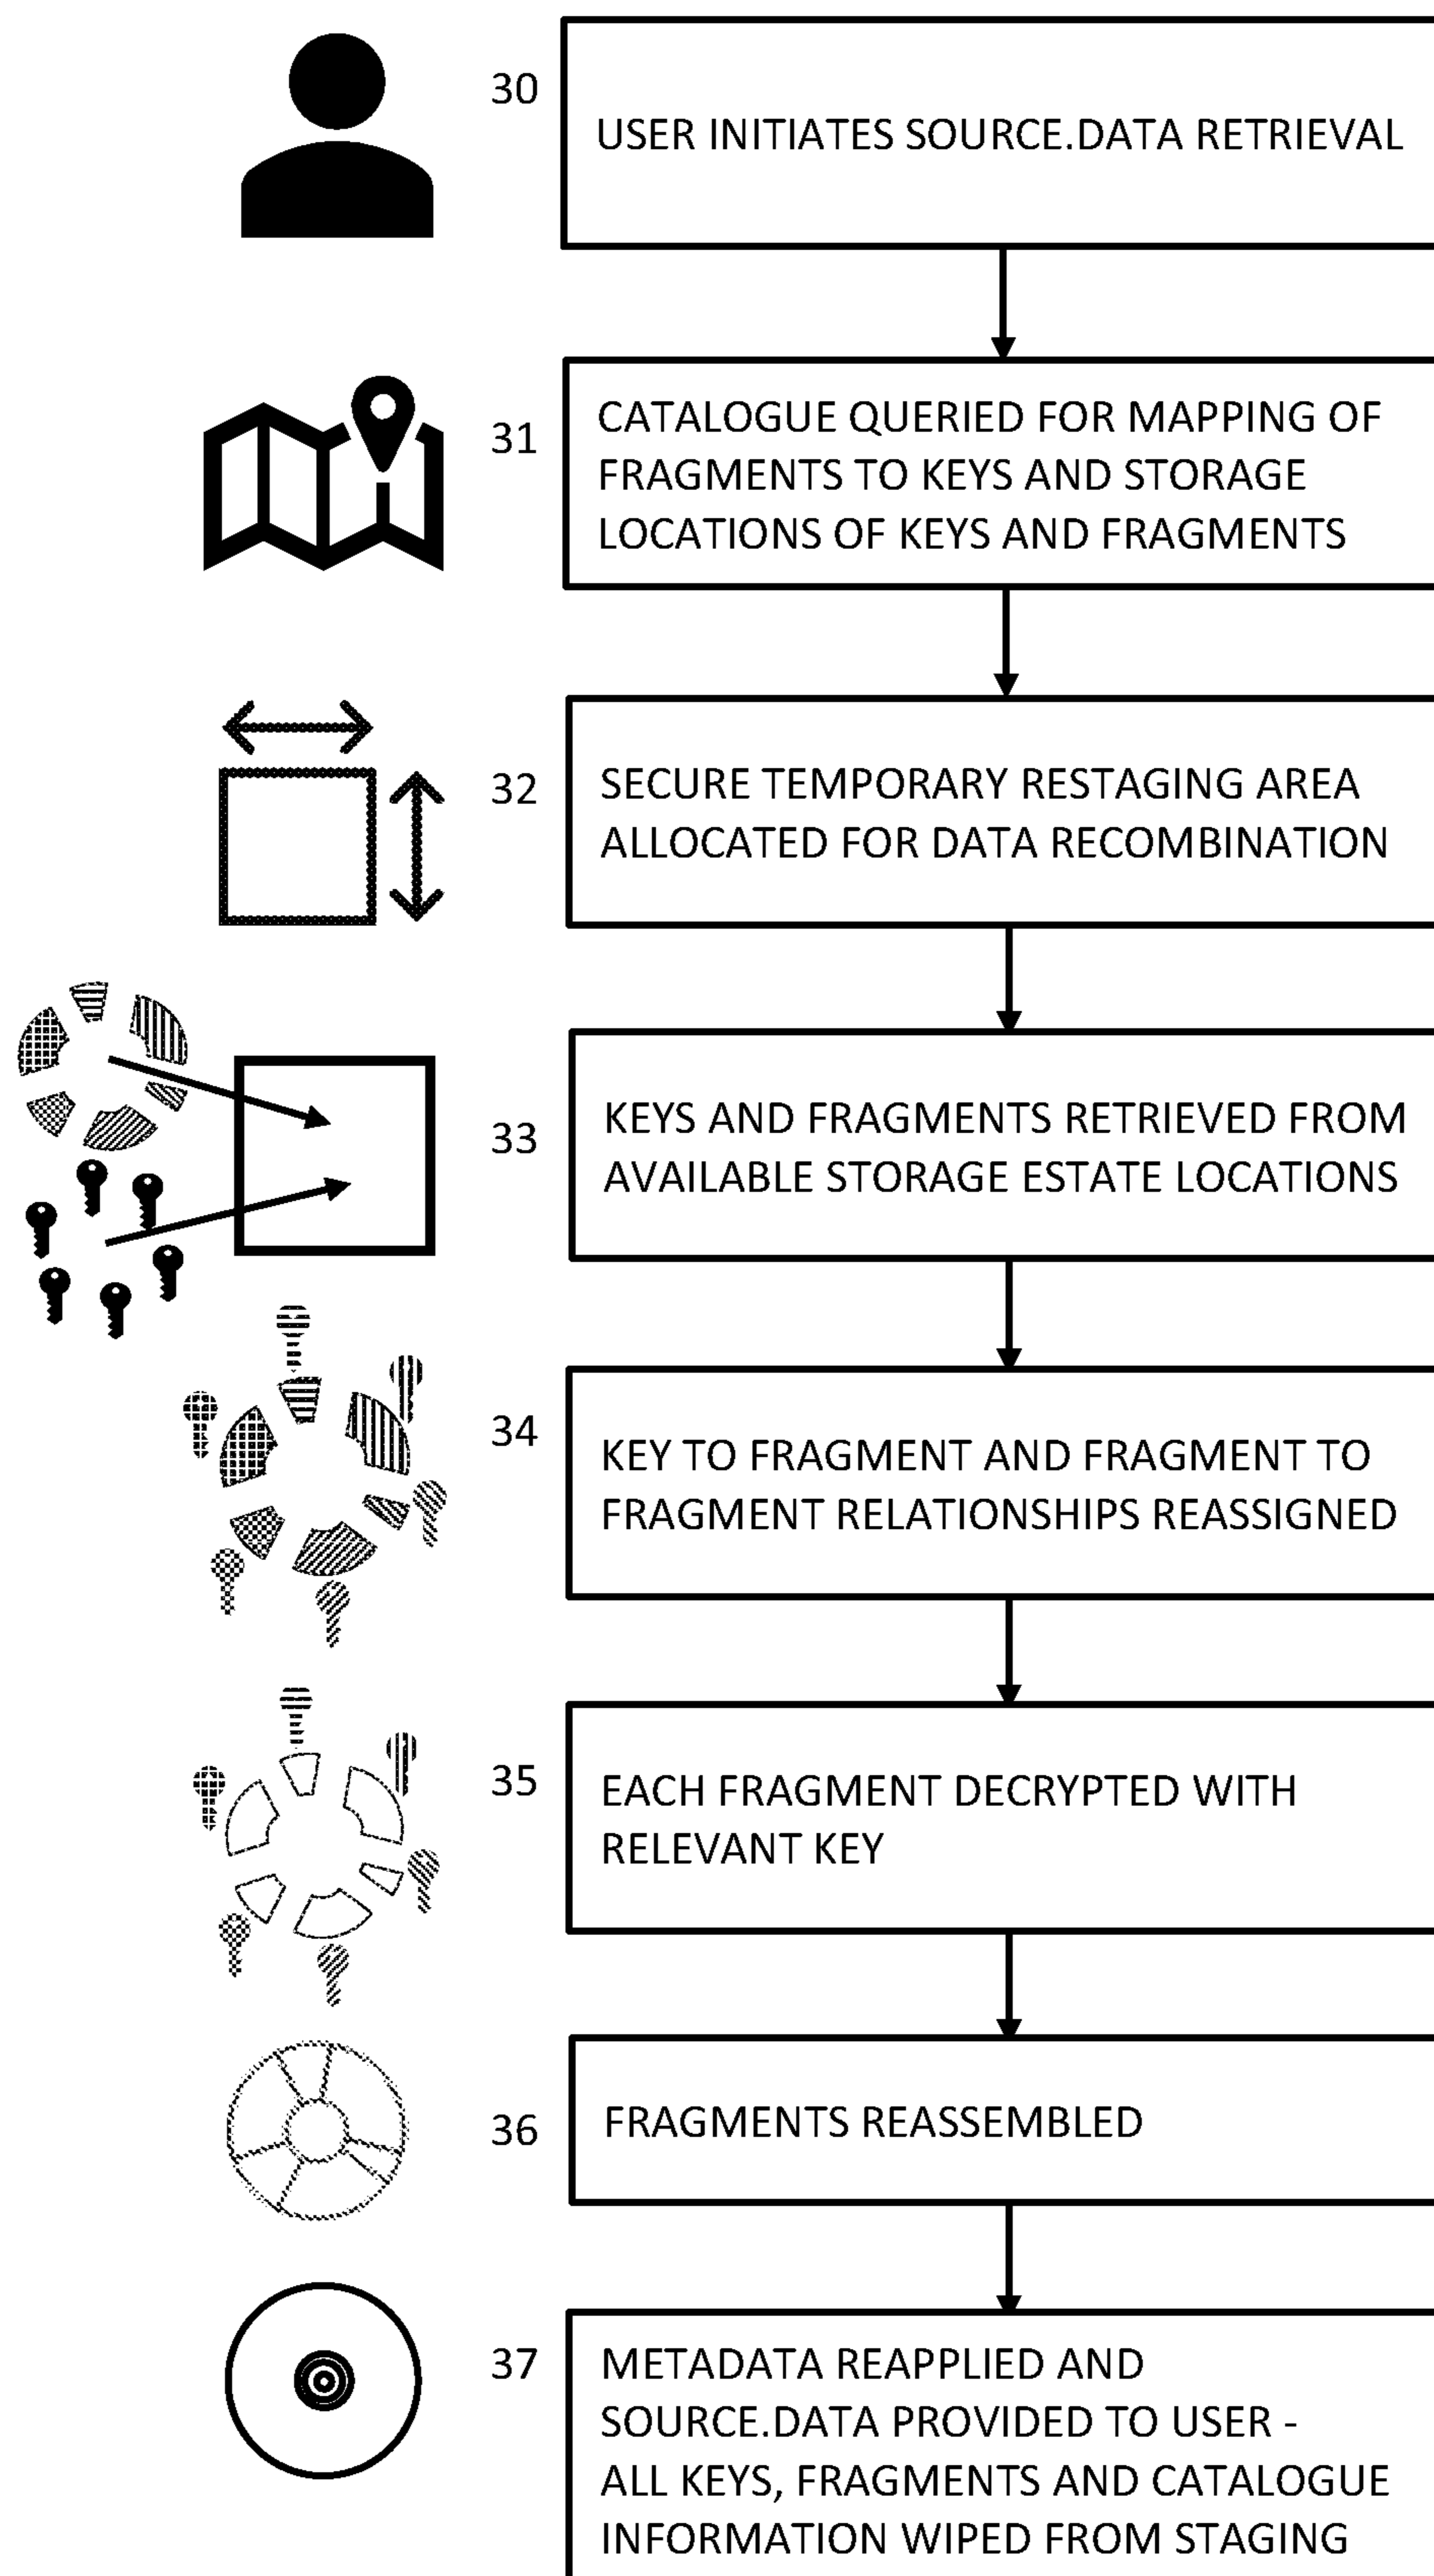 30
USER INITIATES SOURCE.DATA RETRIEVAL
31
CATALOGUE QUERIED FOR MAPPING OF
FRAGMENTS TO KEYS AND STORAGE
LOCATIONS OF KEYS AND FRAGMENTS
32
SECURE TEMPORARY RESTAGING AREA
ALLOCATED FOR DATA RECOMBINATION
33
KEYS AND FRAGMENTS RETRIEVED FROM
AVAILABLE STORAGE ESTATE LOCATIONS
34
KEY TO FRAGMENT AND FRAGMENT TO
FRAGMENT RELATIONSHIPS REASSIGNED
35
EACH FRAGMENT DECRYPTED WITH
RELEVANT KEY
36
FRAGMENTS REASSEMBLED
37
METADATA REAPPLIED AND
SOURCE.DATA PROVIDED TO USER -
ALL KEYS, FRAGMENTS AND CATALOGUE
INFORMATION WIPED FROM STAGING